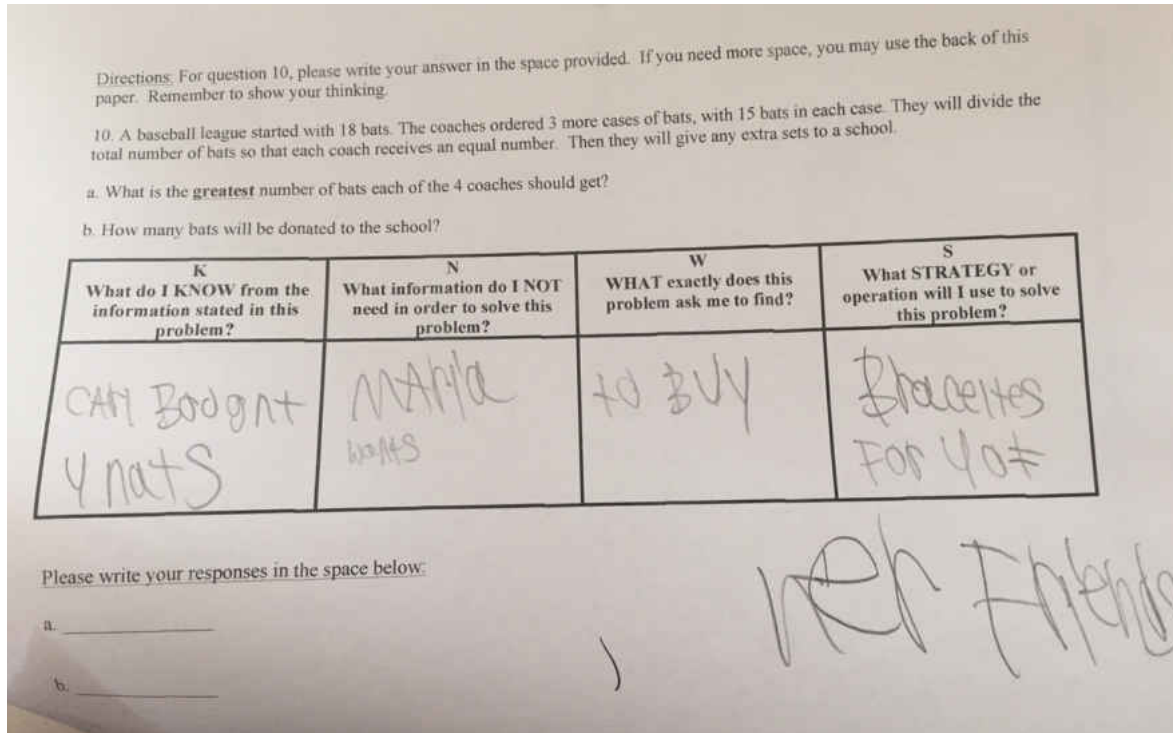 Directions: For question 10, please write your answer in the space provided. If you need more space, you may use the back of this
paper. Remember to show your thinking.
10. A baseball league started with 18 bats. The coaches ordered 3 more cases of bats, with 15 bats in each case. They will divide the
total number of bats so that each coach receives an equal number. Then they will give any extra sets to a school.
a. What is the greatest number of bats each of the 4 coaches should get?
b. How many bats will be donated to the school?
K
What do I KNOW from the
information stated in this
problem?
N
What information do I NOT
need in order to solve this
problem?
W
WHAT exactly does this
problem ask me to find?
S
What STRATEGY or
operation will I use to solve
this problem?
Y nats
wants
to BUY
For
Please write your responses in the space below:
a.
b.
Her Friends